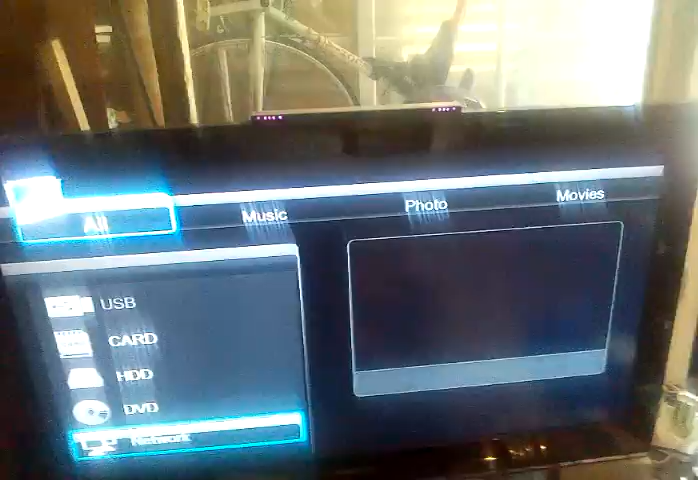 All Music Photo Movies
USB
CARD
HDD
DVD
Network